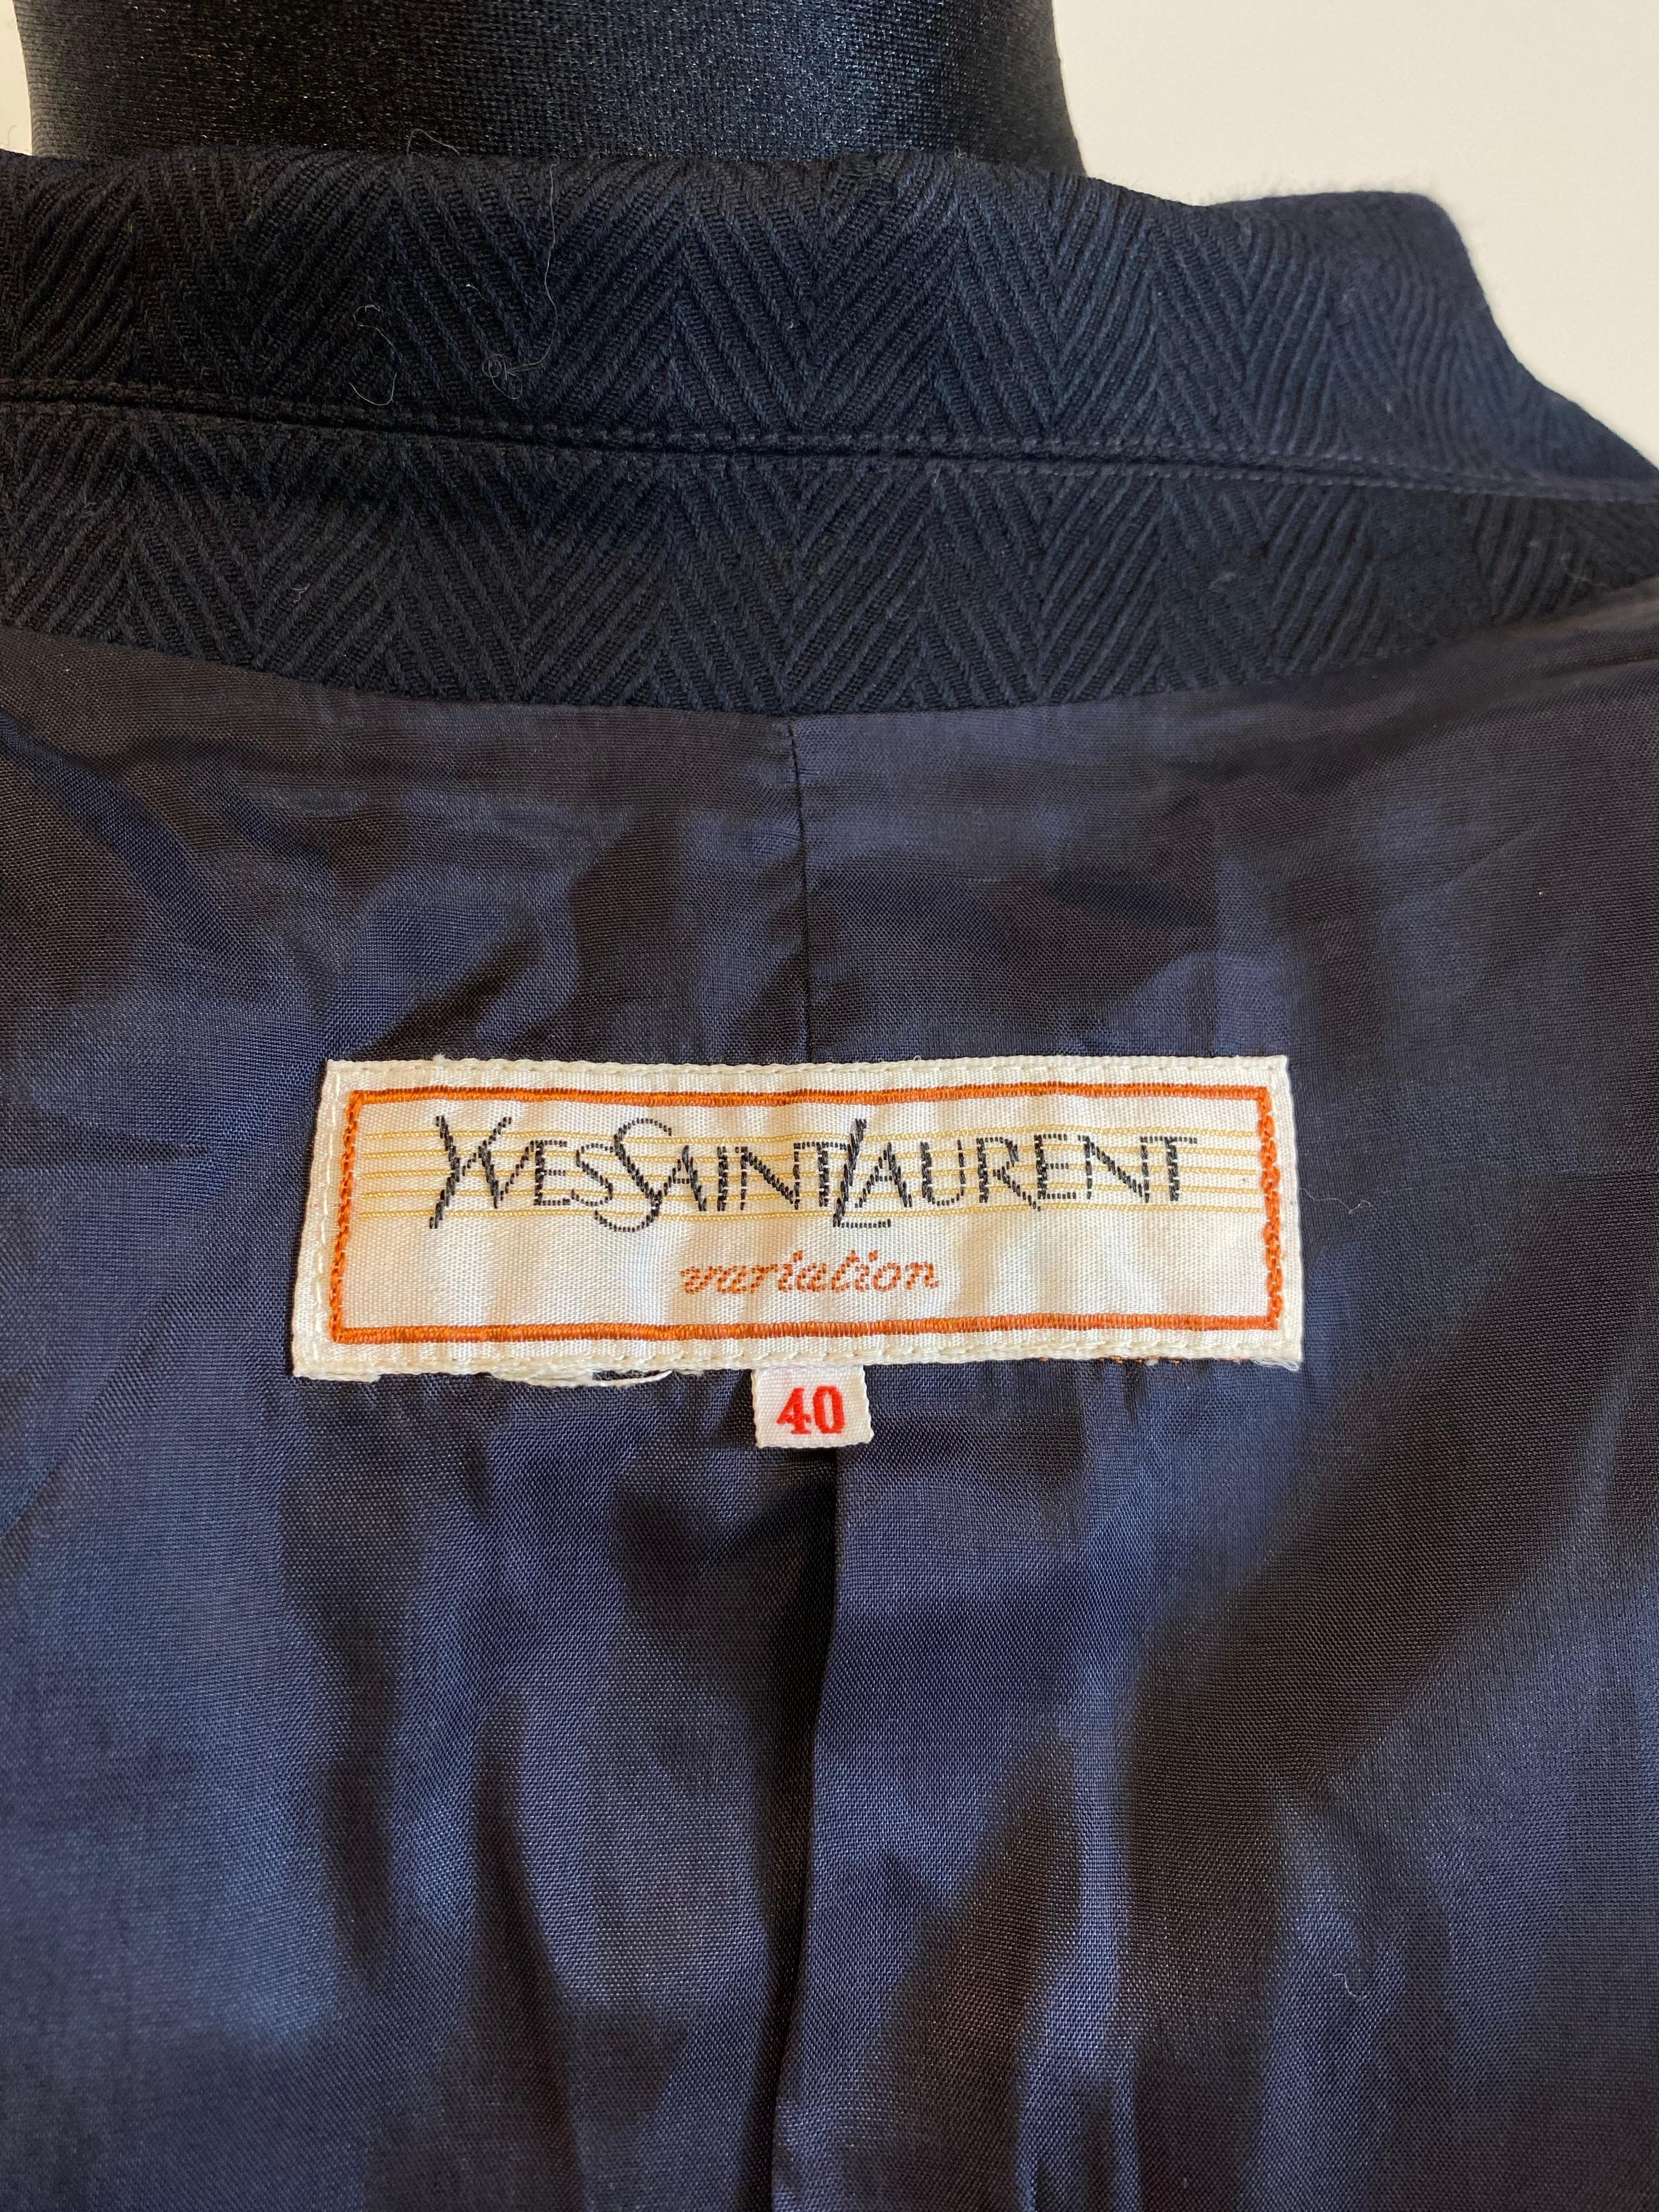 YVESSAINTLAURENT
variation
40